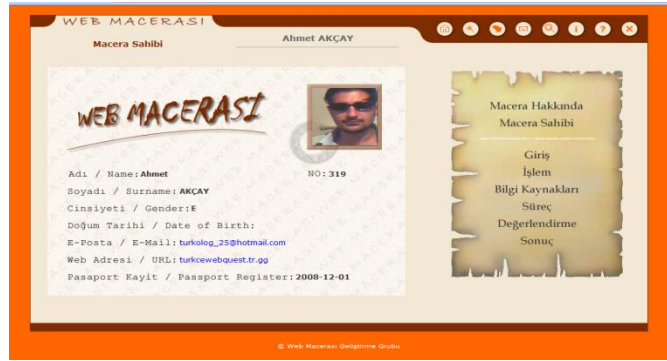 WEB MACERASI
Macera Sahibi
Ahmet AKÇAY
WEB MACERASI
Adı / Name:Ahmet
NO:319
Soyadı / Surname:AKÇAY
Cinsiyeti / Gender:E
Doğum Tarihi / Date of Birth:
E-Posta / E-Mail:turkolog_25@hotmail.com
Web Adresi / URL:turkcewebquest.tr.gg
Pasaport Kayit / Passport Register:2008-12-01
Macera Hakkında
Macera Sahibi
Giriş
İşlem
Bilgi Kaynakları
Süreç
Değerlendirme
Sonuç
© Web Macerası Geliştirme Grubu